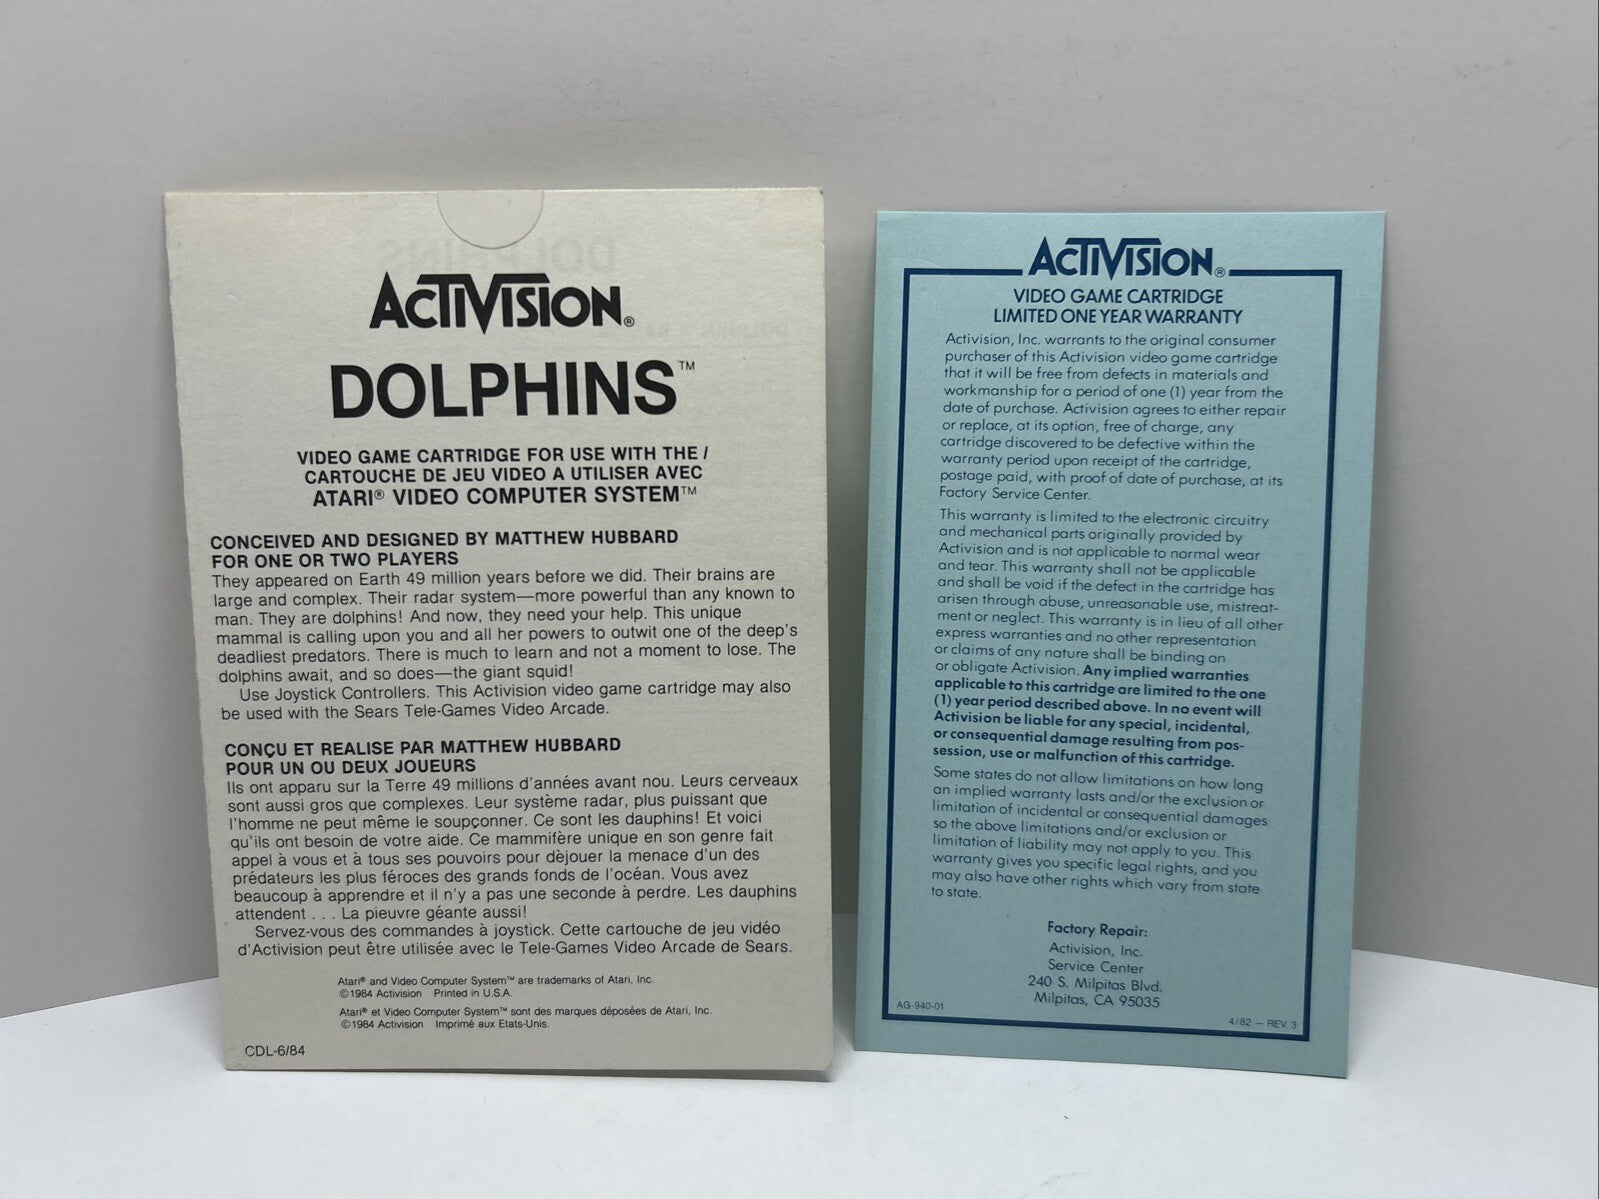 ACTIVISION®
DOLPHINS™
VIDEO GAME CARTRIDGE FOR USE WITH THE /
CARTOUCHE DE JEU VIDEO A UTILISER AVEC
ATARI® VIDEO COMPUTER SYSTEM™
CONCEIVED AND DESIGNED BY MATTHEW HUBBARD
FOR ONE OR TWO PLAYERS
They appeared on Earth 49 million years before we did. Their brains are
large and complex. Their radar system—more powerful than any known to
man. They are dolphins! And now, they need your help. This unique
mammal is calling upon you and all her powers to outwit one of the deep's
deadliest predators. There is much to learn and not a moment to lose. The
dolphins await, and so does—the giant squid!
Use Joystick Controllers. This Activision video game cartridge may also
be used with the Sears Tele-Games Video Arcade.
CONÇU ET REALISE PAR MATTHEW HUBBARD
POUR UN OU DEUX JOUEURS
Ils ont apparu sur la Terre 49 millions d'années avant nou. Leurs cerveaux
sont aussi gros que complexes. Leur système radar, plus puissant que
l'homme ne peut même le soupçonner. Ce sont les dauphins! Et voici
qu'ils ont besoin de votre aide. Ce mammifère unique en son genre fait
appel à vous et à tous ses pouvoirs pour dèjouer la menace d'un des
prédateurs les plus féroces des grands fonds de l'océan. Vous avez
beaucoup à apprendre et il n'y a pas une seconde à perdre. Les dauphins
attendent . . . La pieuvre géante aussi!
Servez-vous des commandes à joystick. Cette cartouche de jeu vidéo
d'Activision peut être utilisée avec le Tele-Games Video Arcade de Sears.
Atari® and Video Computer System™ are trademarks of Atari, Inc.
©1984 Activision Printed in U.S.A.
Atari® et Video Computer System™ sont des marques déposées de Atari, Inc.
©1984 Activision Imprimé aux Etats-Unis.
CDL-6/84
ACTIVISION®
VIDEO GAME CARTRIDGE
LIMITED ONE YEAR WARRANTY
Activision, Inc. warrants to the original consumer
purchaser of this Activision video game cartridge
that it will be free from defects in materials and
workmanship for a period of one (1) year from the
date of purchase. Activision agrees to either repair
or replace, at its option, free of charge, any
cartridge discovered to be defective within the
warranty period upon receipt of the cartridge,
postage paid, with proof of date of purchase, at its
Factory Service Center.
This warranty is limited to the electronic circuitry
and mechanical parts originally provided by
Activision and is not applicable to normal wear
and tear. This warranty shall not be applicable
and shall be void if the defect in the cartridge has
arisen through abuse, unreasonable use, mistreat-
ment or neglect. This warranty is in lieu of all other
express warranties and no other representation
or claims of any nature shall be binding on
or obligate Activision. Any implied warranties
applicable to this cartridge are limited to the one
(1) year period described above. In no event will
Activision be liable for any special, incidental,
or consequential damage resulting from pos-
session, use or malfunction of this cartridge.
Some states do not allow limitations on how long
an implied warranty lasts and/or the exclusion or
limitation of incidental or consequential damages
so the above limitations and/or exclusion or
limitation of liability may not apply to you. This
warranty gives you specific legal rights, and you
may also have other rights which vary from state
to state.
Factory Repair:
Activision, Inc.
Service Center
240 S. Milpitas Blvd.
Milpitas, CA 95035
AG-940-01
4/82 — REV. 3